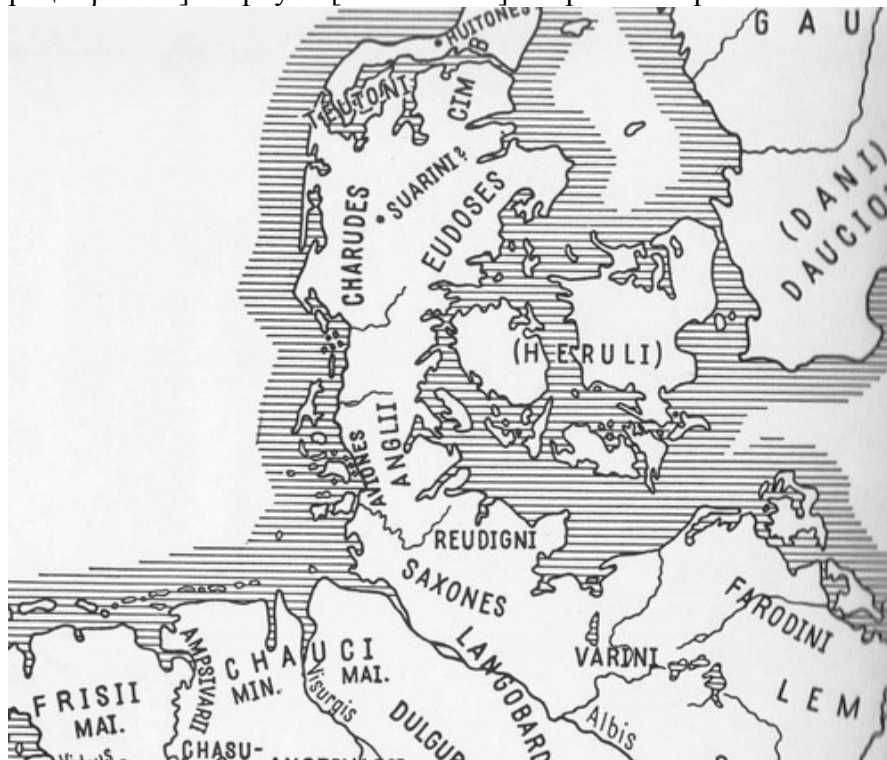 HUITONES
GAU
TEUTONI
CIM
B
SUARINI?
CHARUDES
EUDOSES
(DANI)
DAUCIO
(HERULI)
AVIONES
ANGLII
REUDIGNI
SAXONES
FARODINI
LANGOBARD
VARINI
AMPSIVARII
CHAUCI
MIN.
MAI.
Visurgis
FRISII
MAI.
LEM
Albis
DULGUB
CHASU-